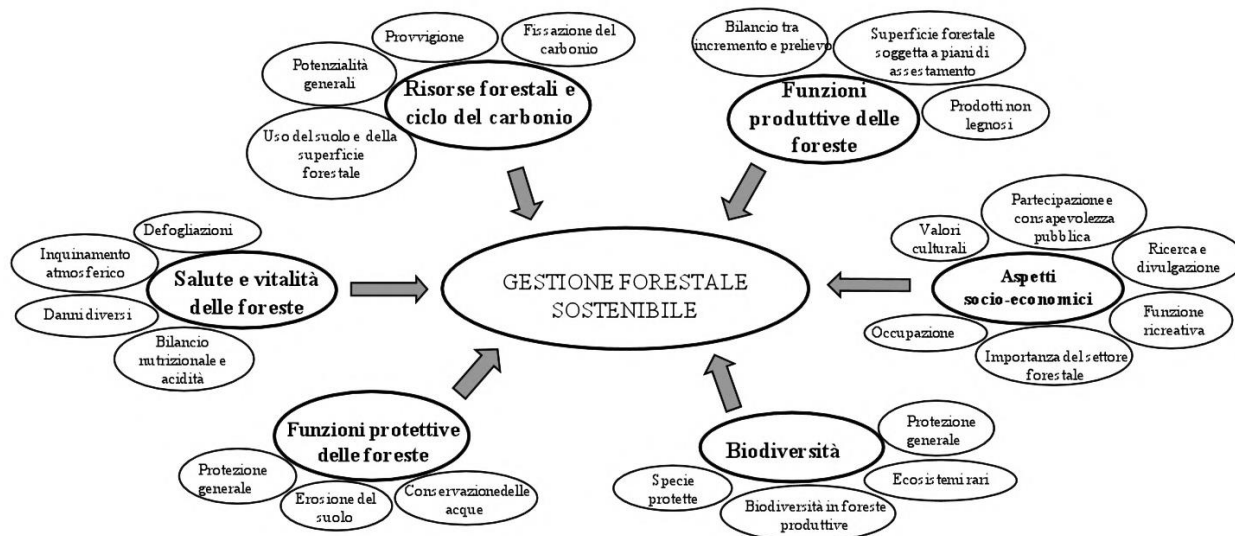 Provvigione
Fissazione del
carbonio
Potenzialità
generali
Risorse forestali e
ciclo del carbonio
Uso del suolo e della
superficie
forestale
Bilancio tra
incremento e prelievo
Superficie forestale
soggetta a piani di
assestamento
Funzioni
produttive delle
foreste
Prodotti non
legnosi
Defogliazioni
Inquinamento
atmosferico
Salute e vitalità
delle foreste
Danni diversi
Bilancio
nutrizionale e
acidità
GESTIONE FORESTALE
SOSTENIBILE
Partecipazione e
consapevolezza
pubblica
Valori
culturali
Ricerca e
divulgazione
Aspetti
socio-economici
Funzione
ricreativa
Occupazione
Importanza del settore
forestale
Funzioni protettive
delle foreste
Protezione
generale
Erosione del
suolo
Conservazione delle
acque
Biodiversità
Protezione
generale
Ecosistemi rari
Specie
protette
Biodiversità in foreste
produttive